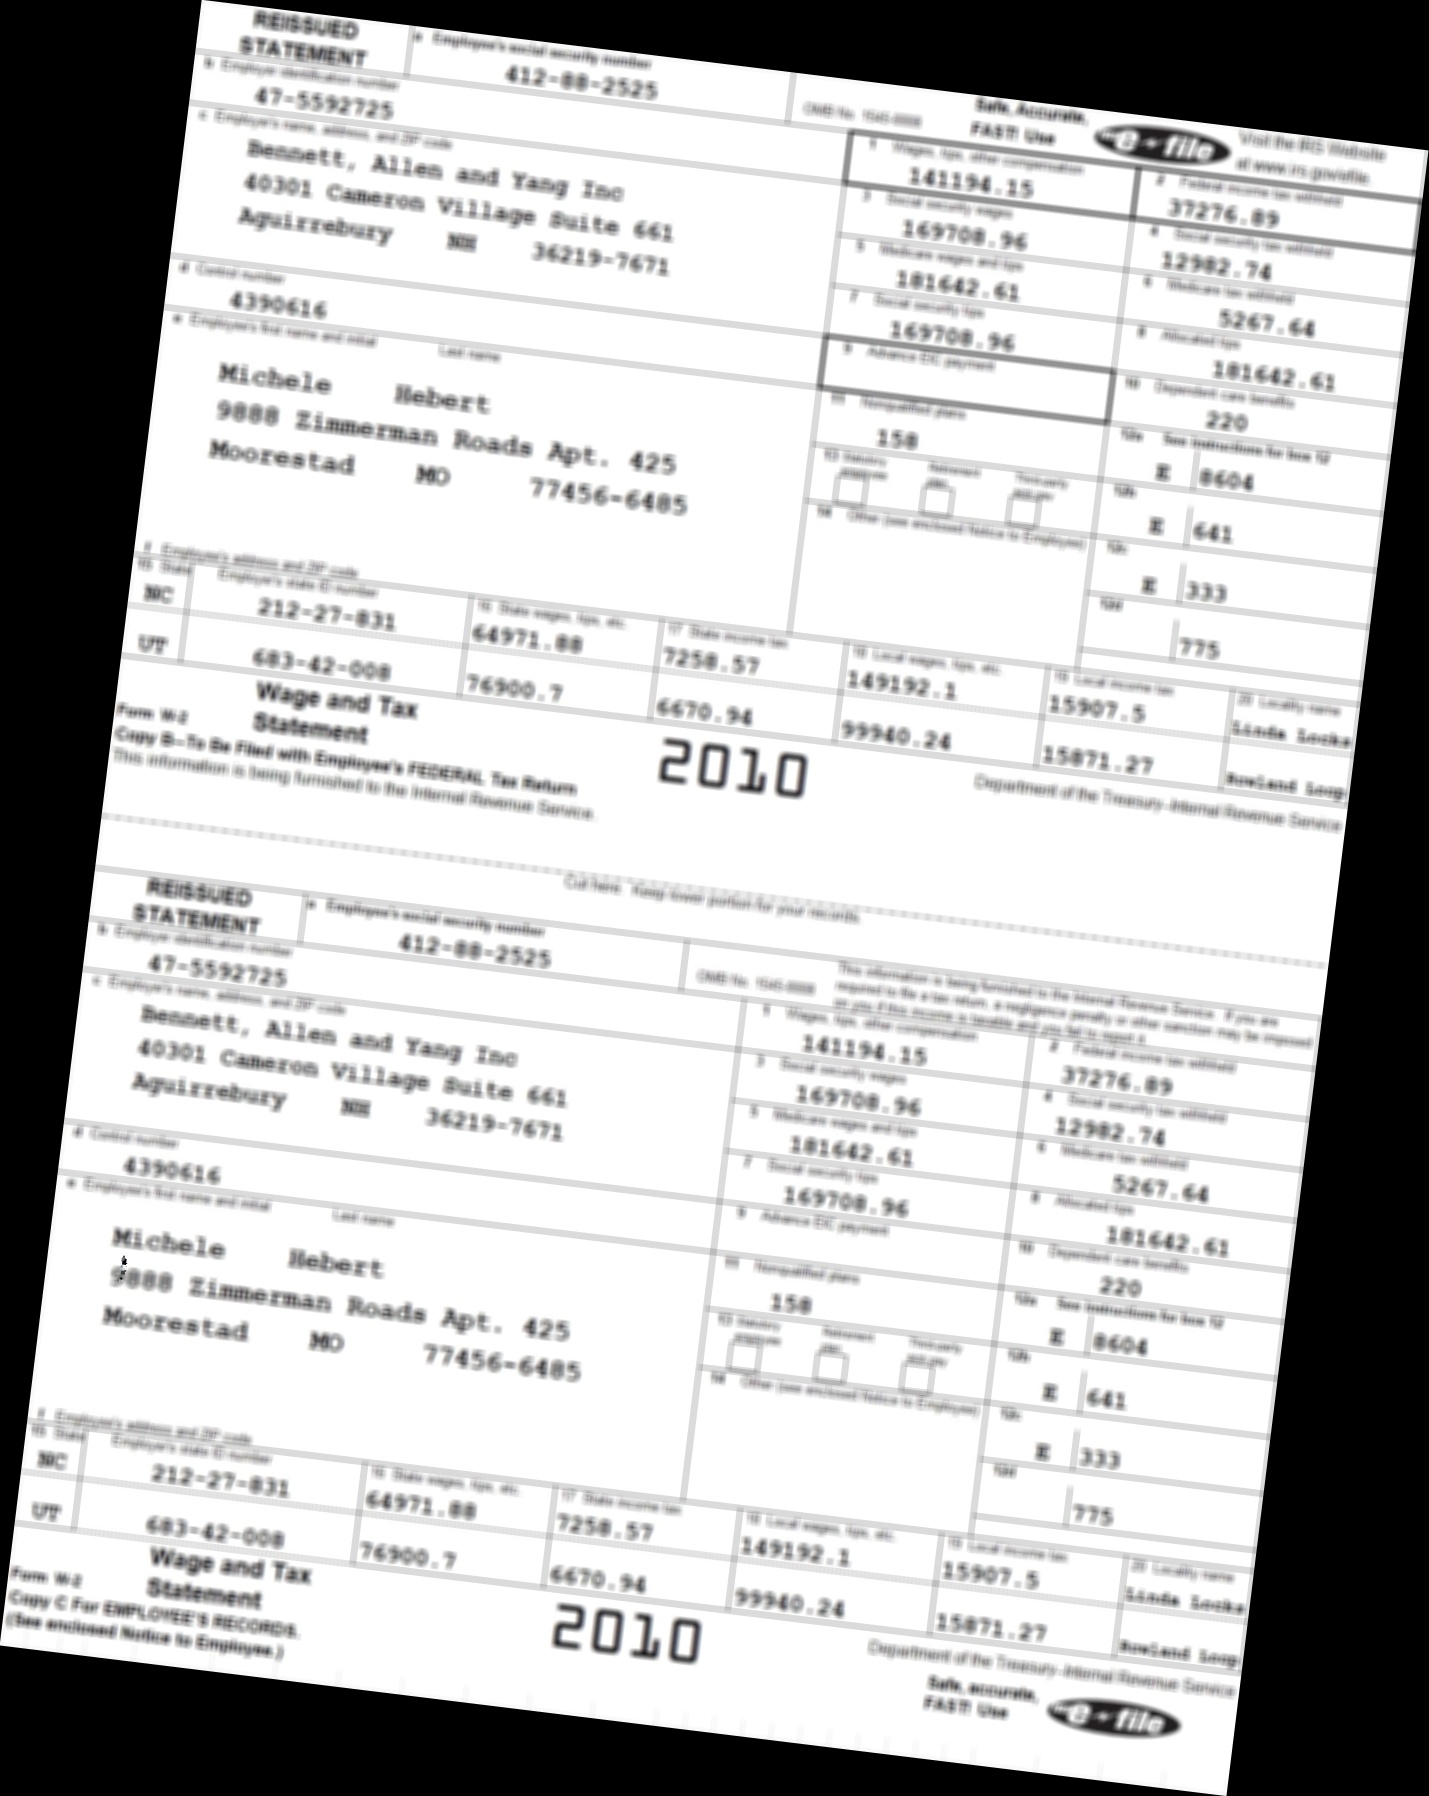 REISSUED
STATEMENT
a Employee's social security number
412-88-2525
OMB No. 1545-0008
Safe, Accurate,
FAST! Use
e-file
Visit the IRS Website
at www.irs.gov/efile.
b Employer identification number
47-5592725
c Employer's name, address, and ZIP code
Bennett, Allen and Yang Inc
40301 Cameron Village Suite 661
Aguirrebury NH 36219-7671
1 Wages, tips, other compensation
141194.15
2 Federal income tax withheld
37276.89
3 Social security wages
169708.96
4 Social security tax withheld
12982.74
5 Medicare wages and tips
181642.61
6 Medicare tax withheld
5267.64
d Control number
4390616
7 Social security tips
169708.96
8 Allocated tips
181642.61
e Employee's first name and initial Last name
Michele Hebert
9888 Zimmerman Roads Apt. 425
Moorestad MO 77456-6485
9 Advance EIC payment
10 Dependent care benefits
220
11 Nonqualified plans
158
12a See instructions for box 12
E 8604
13 Statutory employee Retirement plan Third-party sick pay
12b
E 641
14 Other (see enclosed Notice to Employee)
12c
E 333
12d
775
f Employee's address and ZIP code
15 State Employer's state ID number
16 State wages, tips, etc.
17 State income tax
18 Local wages, tips, etc.
19 Local income tax
20 Locality name
NC 212-27-831 64971.88 7258.57 149192.1 15907.5 Linda Locks
UT 683-42-008 76900.7 6670.94 99940.24 15871.27 Rowland Loop
Form W-2
Wage and Tax
Statement
2010
Department of the Treasury-Internal Revenue Service
Copy B-To Be Filed with Employee's FEDERAL Tax Return
This information is being furnished to the Internal Revenue Service.
Cut here. Keep lower portion for your records.
REISSUED
STATEMENT
a Employee's social security number
412-88-2525
OMB No. 1545-0008
This information is being furnished to the Internal Revenue Service. If you are
required to file a tax return, a negligence penalty or other sanction may be imposed
on you if this income is taxable and you fail to report it.
b Employer identification number
47-5592725
c Employer's name, address, and ZIP code
Bennett, Allen and Yang Inc
40301 Cameron Village Suite 661
Aguirrebury NH 36219-7671
1 Wages, tips, other compensation
141194.15
2 Federal income tax withheld
37276.89
3 Social security wages
169708.96
4 Social security tax withheld
12982.74
5 Medicare wages and tips
181642.61
6 Medicare tax withheld
5267.64
d Control number
4390616
7 Social security tips
169708.96
8 Allocated tips
181642.61
e Employee's first name and initial Last name
Michele Hebert
9888 Zimmerman Roads Apt. 425
Moorestad MO 77456-6485
9 Advance EIC payment
10 Dependent care benefits
220
11 Nonqualified plans
158
12a See instructions for box 12
E 8604
13 Statutory employee Retirement plan Third-party sick pay
12b
E 641
14 Other (see enclosed Notice to Employee)
12c
E 333
12d
775
f Employee's address and ZIP code
15 State Employer's state ID number
16 State wages, tips, etc.
17 State income tax
18 Local wages, tips, etc.
19 Local income tax
20 Locality name
NC 212-27-831 64971.88 7258.57 149192.1 15907.5 Linda Locks
UT 683-42-008 76900.7 6670.94 99940.24 15871.27 Rowland Loop
Form W-2
Wage and Tax
Statement
2010
Department of the Treasury-Internal Revenue Service
Copy C For EMPLOYEE'S RECORDS.
(See enclosed Notice to Employee.)
Safe, accurate,
FAST! Use
e-file